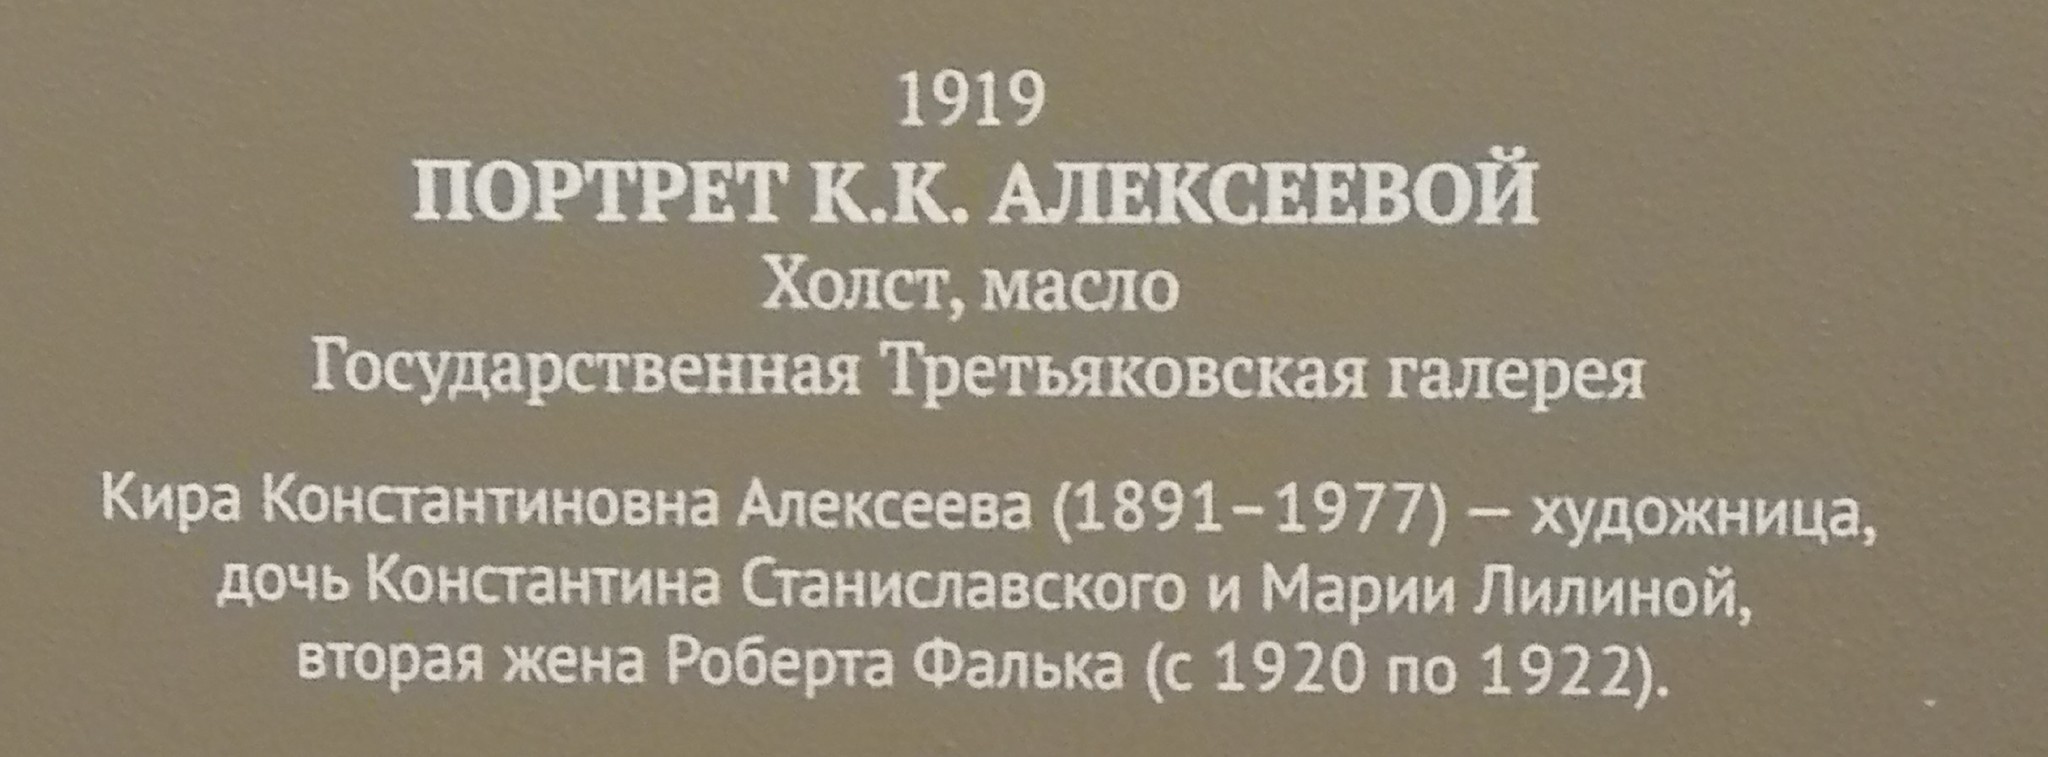 1919
ПОРТРЕТ К.К. АЛЕКСЕЕВОЙ
Холст, масло
Государственная Третьяковская галерея
Кира Константиновна Алексеева (1891–1977) — художница,
дочь Константина Станиславского и Марии Лилиной,
вторая жена Роберта Фалька (с 1920 по 1922).